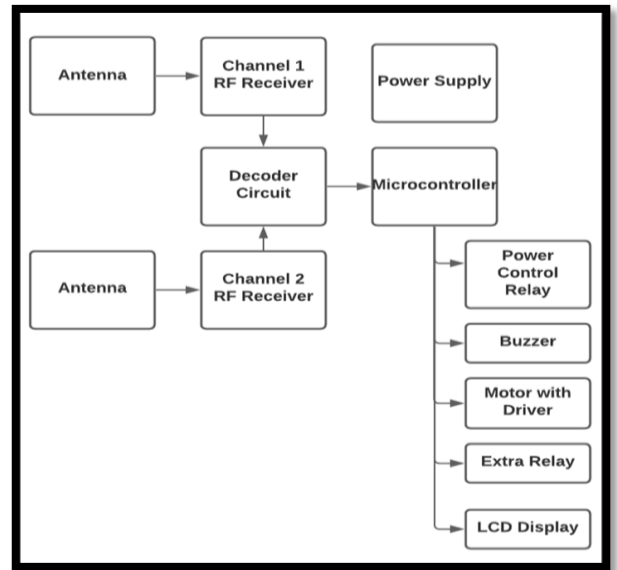 Antenna
Channel 1
RF Receiver
Power Supply
Decoder
Circuit
Microcontroller
Antenna
Channel 2
RF Receiver
Power
Control
Relay
Buzzer
Motor with
Driver
Extra Relay
LCD Display